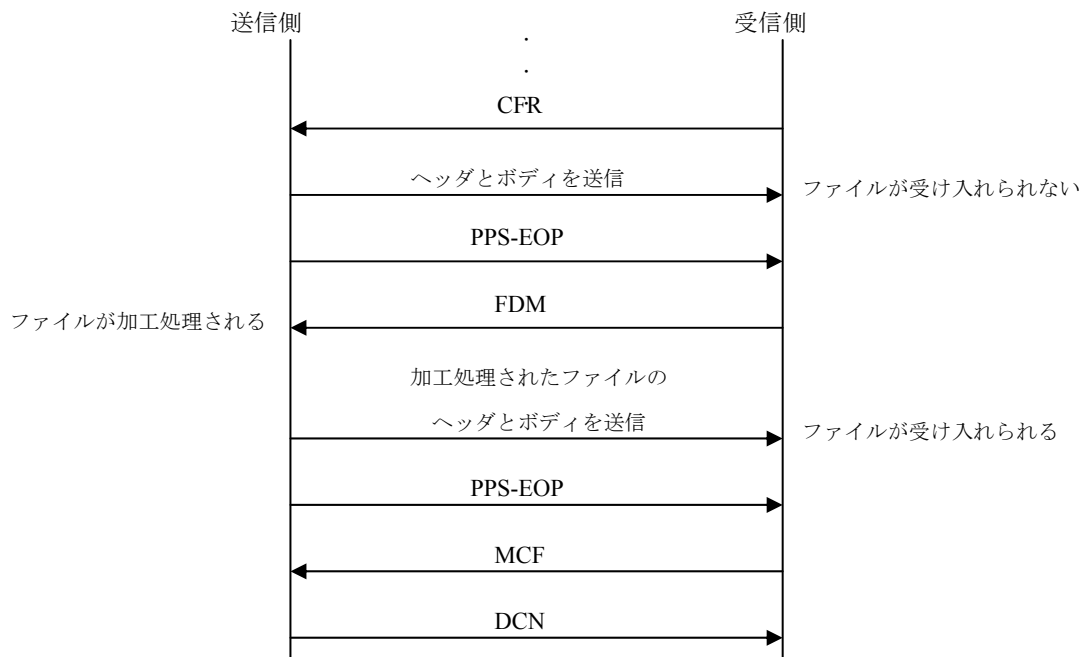 送信側
受信側
.
.
.
CFR
ヘッダとボディを送信
ファイルが受け入れられない
PPS-EOP
FDM
ファイルが加工処理される
加工処理されたファイルの
ヘッダとボディを送信
ファイルが受け入れられる
PPS-EOP
MCF
DCN